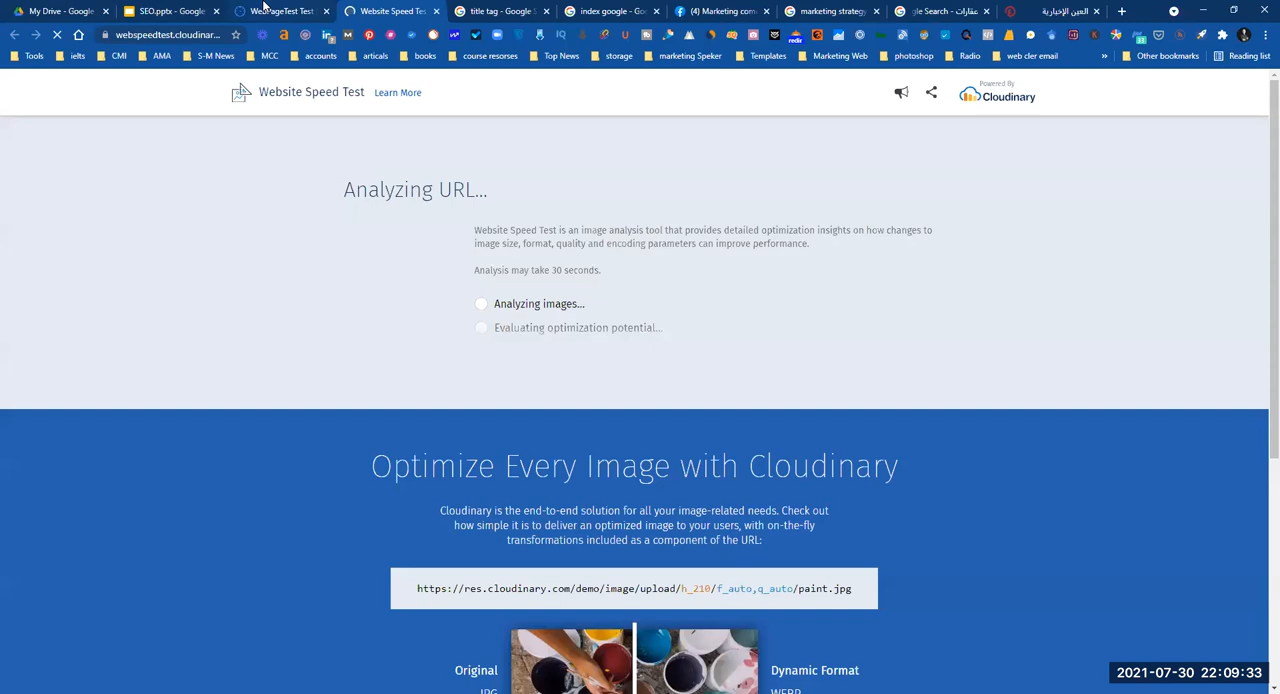 My Drive - Google
SEO.pptx - Google
WebPageTest Test
Website Speed Tes
title tag - Google S
index google - Goo
(4) Marketing com
marketing strategy
gle Search - عقارات
العين الإخبارية
webspeedtest.cloudinar...
Tools
ielts
CMI
AMA
S-M News
MCC
accounts
articals
books
course resorses
Top News
storage
marketing Speker
Templates
Marketing Web
photoshop
Radio
web cler email
»
Other bookmarks
Reading list
Website Speed Test
Learn More
Powered By
Cloudinary
Analyzing URL...
Website Speed Test is an image analysis tool that provides detailed optimization insights on how changes to
image size, format, quality and encoding parameters can improve performance.
Analysis may take 30 seconds.
Analyzing images...
Evaluating optimization potential...
Optimize Every Image with Cloudinary
Cloudinary is the end-to-end solution for all your image-related needs. Check out
how simple it is to deliver an optimized image to your users, with on-the-fly
transformations included as a component of the URL:
https://res.cloudinary.com/demo/image/upload/h_210/f_auto,q_auto/paint.jpg
Original
Dynamic Format
JPG
WEBP
2021-07-30 22:09:33